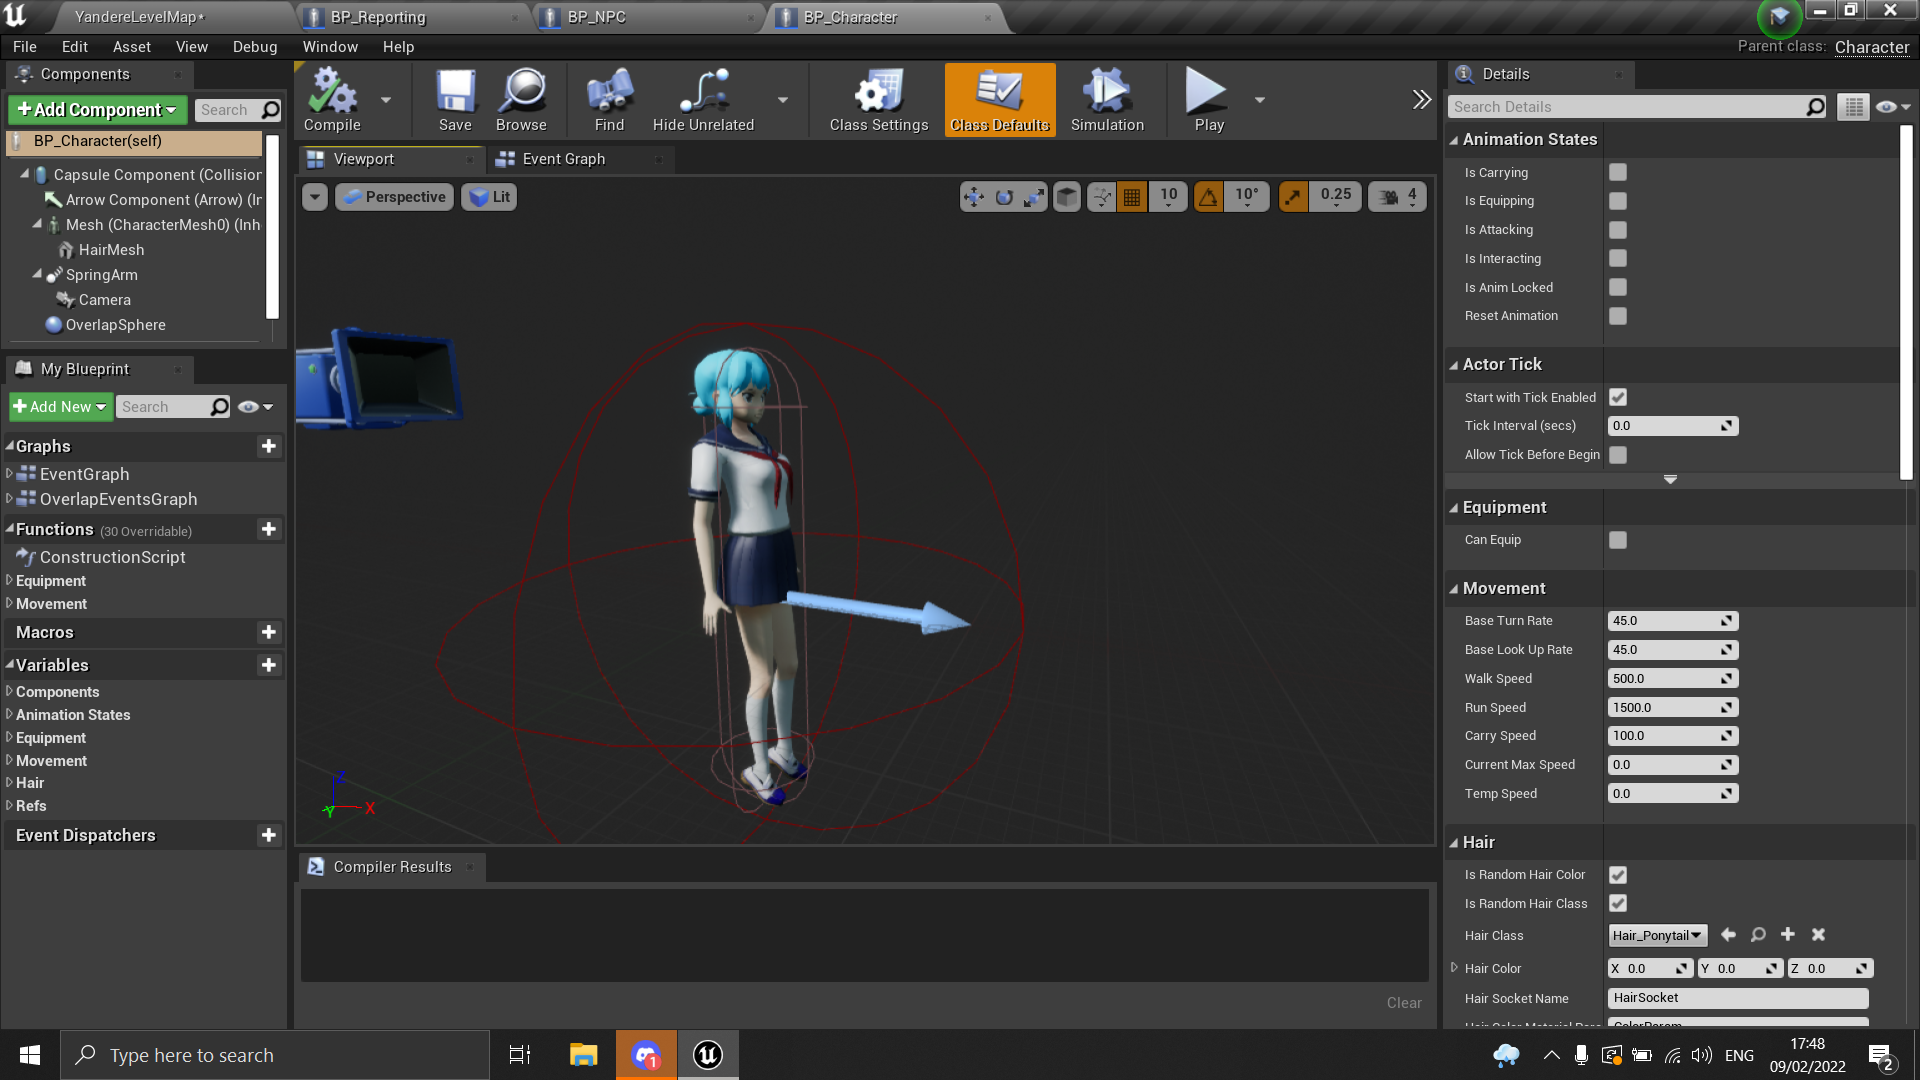 YandereLevelMap*
BP_Reporting
BP_NPC
BP_Character
File Edit Asset View Debug Window Help
Parent class: Character
Components
Add Component
Search
BP_Character(self)
Capsule Component (Collision
Arrow Component (Arrow) (In
Mesh (CharacterMesh0) (Inh
HairMesh
SpringArm
Camera
OverlapSphere
My Blueprint
Add New
Search
Graphs
EventGraph
OverlapEventsGraph
Functions (30 Overridable)
ConstructionScript
Equipment
Movement
Macros
Variables
Components
Animation States
Equipment
Movement
Hair
Refs
Event Dispatchers
Compile
Save
Browse
Find
Hide Unrelated
Class Settings
Class Defaults
Simulation
Play
Viewport
Event Graph
Perspective
Lit
10
10°
0.25
4
Z
Y
X
Compiler Results
Clear
Details
Search Details
Animation States
Is Carrying
Is Equipping
Is Attacking
Is Interacting
Is Anim Locked
Reset Animation
Actor Tick
Start with Tick Enabled
Tick Interval (secs) 0.0
Allow Tick Before Begin
Equipment
Can Equip
Movement
Base Turn Rate 45.0
Base Look Up Rate 45.0
Walk Speed 500.0
Run Speed 1500.0
Carry Speed 100.0
Current Max Speed 0.0
Temp Speed 0.0
Hair
Is Random Hair Color
Is Random Hair Class
Hair Class Hair_Ponytail
Hair Color X 0.0 Y 0.0 Z 0.0
Hair Socket Name HairSocket
Hair Color Material Para ColorParam
Type here to search
1
ENG
17:48
09/02/2022
2